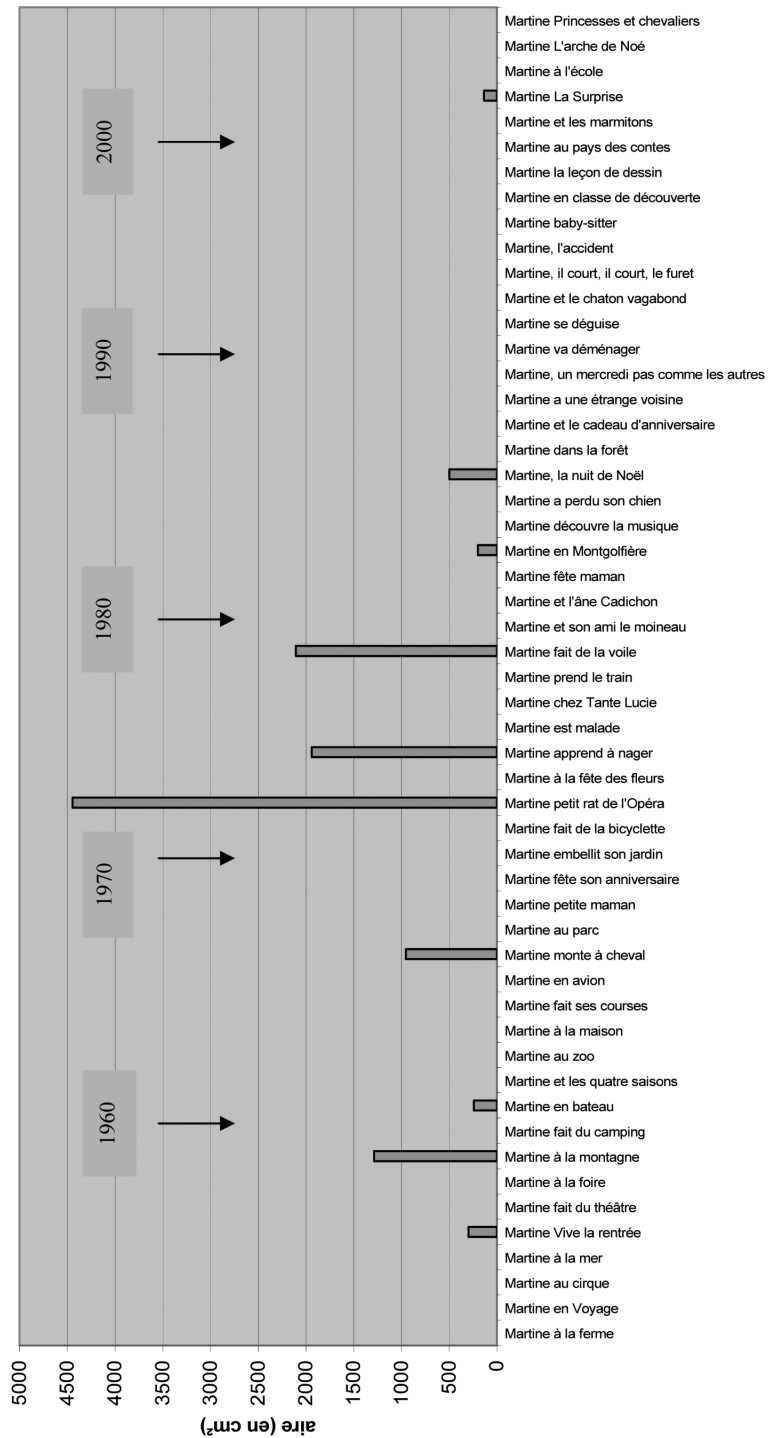 Martine Princesses et chevaliers
Martine L'arche de Noé
Martine à l'école
Martine La Surprise
Martine et les marmitons
Martine au pays des contes
Martine la leçon de dessin
Martine en classe de découverte
Martine baby-sitter
Martine, l'accident
Martine, il court, il court, le furet
Martine et le chaton vagabond
Martine se déguise
Martine va déménager
Martine, un mercredi pas comme les autres
Martine a une étrange voisine
Martine et le cadeau d'anniversaire
Martine dans la forêt
Martine, la nuit de Noël
Martine a perdu son chien
Martine découvre la musique
Martine en Montgolfière
Martine fête maman
Martine et l'âne Cadichon
Martine et son ami le moineau
Martine fait de la voile
Martine prend le train
Martine chez Tante Lucie
Martine est malade
Martine apprend à nager
Martine à la fête des fleurs
Martine petit rat de l'Opéra
Martine fait de la bicyclette
Martine embellit son jardin
Martine fête son anniversaire
Martine petite maman
Martine au parc
Martine monte à cheval
Martine en avion
Martine fait ses courses
Martine à la maison
Martine au zoo
Martine et les quatre saisons
Martine en bateau
Martine fait du camping
Martine à la montagne
Martine à la foire
Martine fait du théâtre
Martine Vive la rentrée
Martine à la mer
Martine au cirque
Martine en Voyage
Martine à la ferme
2000
1990
1980
1970
1960
5000
4500
4000
3500
3000
2500
2000
1500
1000
500
0
aire (en cm²)